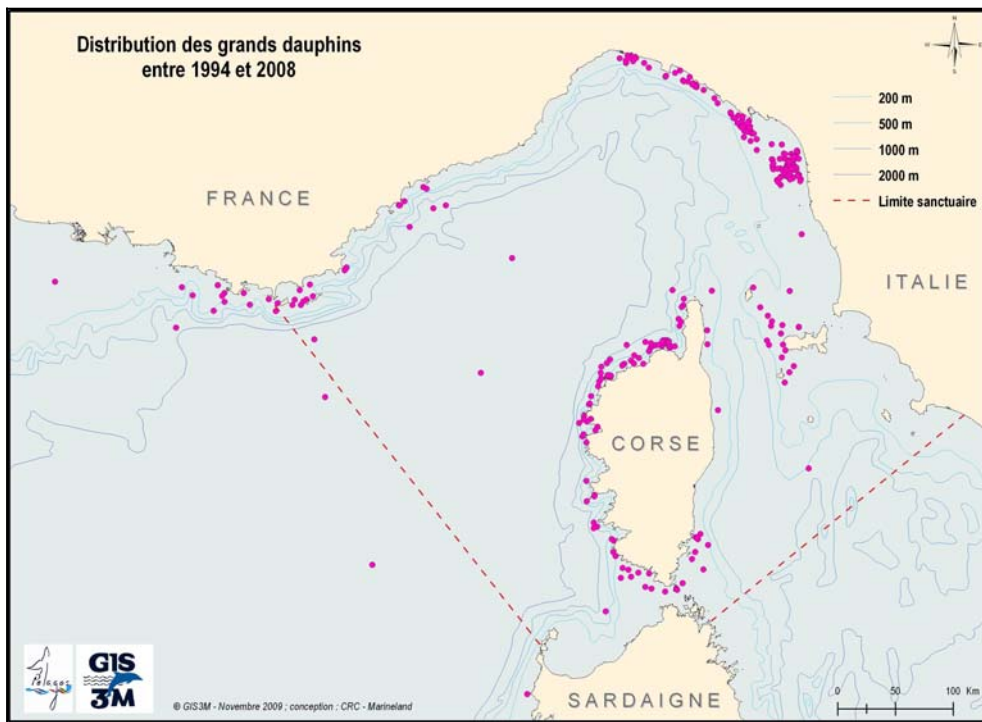 Distribution des grands dauphins
entre 1994 et 2008
N
W E
S
200 m
500 m
1000 m
2000 m
Limite sanctuaire
FRANCE
ITALIE
CORSE
SARDAIGNE
Pelagos
GIS
3M
© GIS3M - Novembre 2009 ; conception : CRC - Marineland
0 50 100 Km